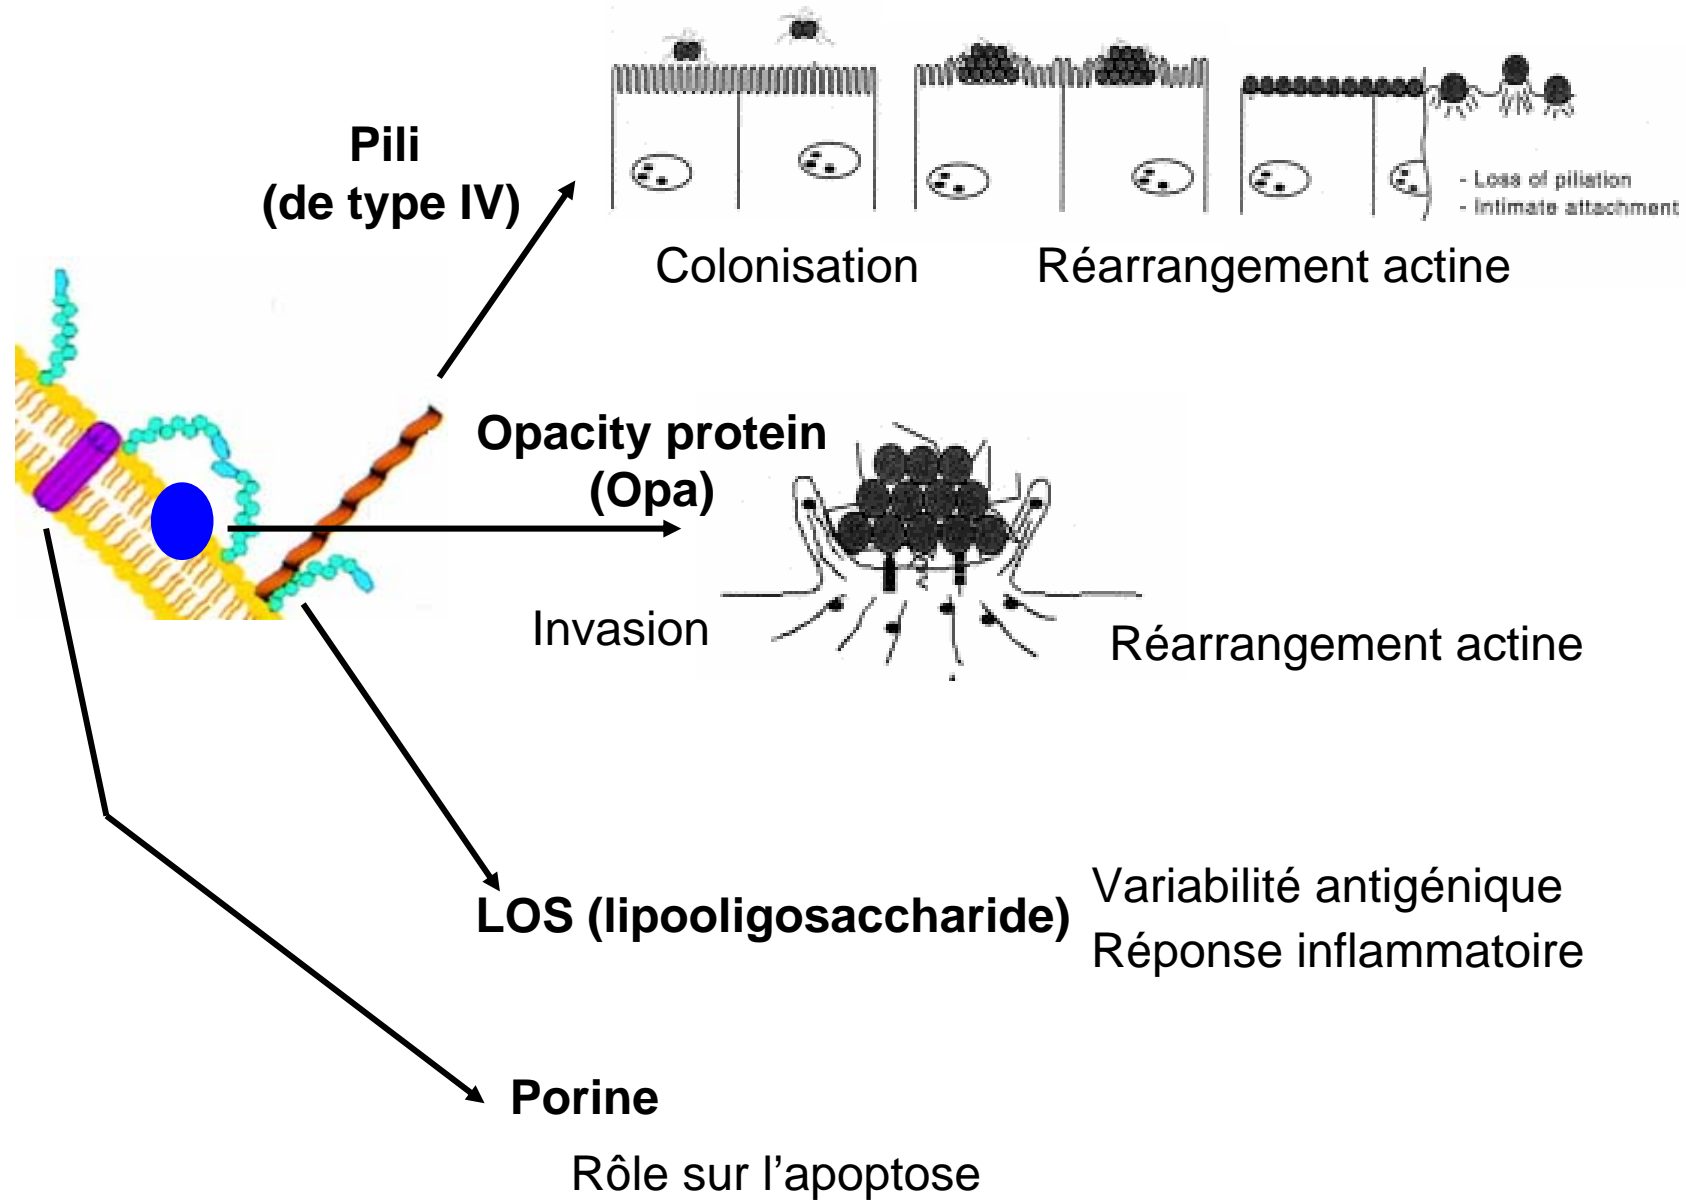 Pili
(de type IV)
- Loss of piliation
- Intimate attachment
Colonisation
Réarrangement actine
Opacity protein
(Opa)
Invasion
Réarrangement actine
LOS (lipooligosaccharide)
Variabilité antigénique
Réponse inflammatoire
Porine
Rôle sur l’apoptose